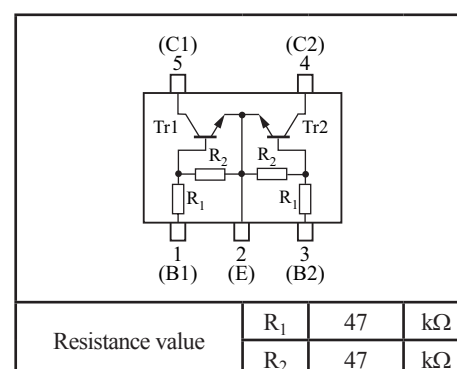 (C1) (C2)
5 4
Tr1 Tr2
R2 R2
R1 R1
1 2 3
(B1) (E) (B2)
Resistance value R1 47 kΩ
R2 47 kΩ